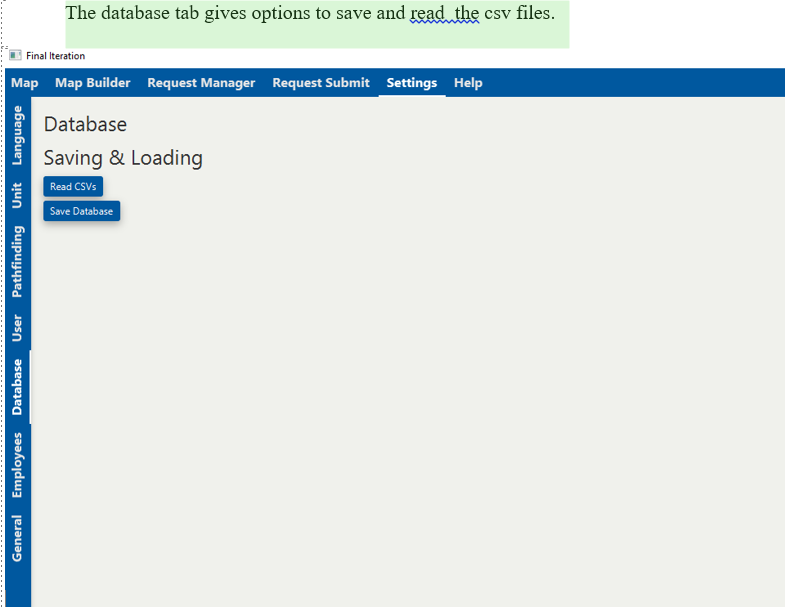 The database tab gives options to save and read  the csv files.
Final Iteration
Map Map Builder Request Manager Request Submit Settings Help
Language
Unit
Pathfinding
User
Database
Employees
General
Database
Saving & Loading
Read CSVs
Save Database